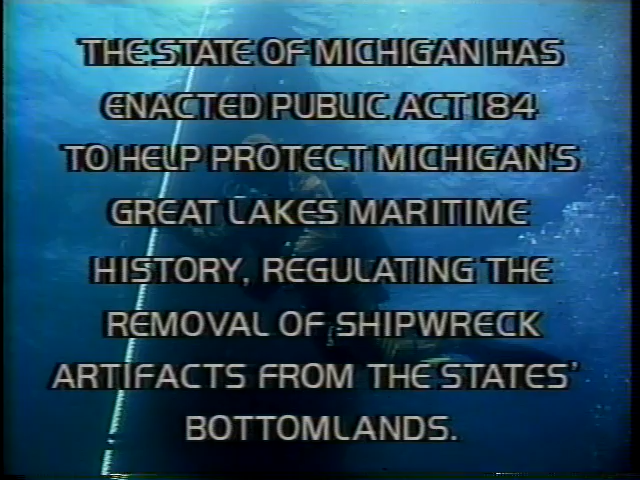 THE STATE OF MICHIGAN HAS
ENACTED PUBLIC ACT 184
TO HELP PROTECT MICHIGAN'S
GREAT LAKES MARITIME
HISTORY, REGULATING THE
REMOVAL OF SHIPWRECK
ARTIFACTS FROM THE STATES'
BOTTOMLANDS.